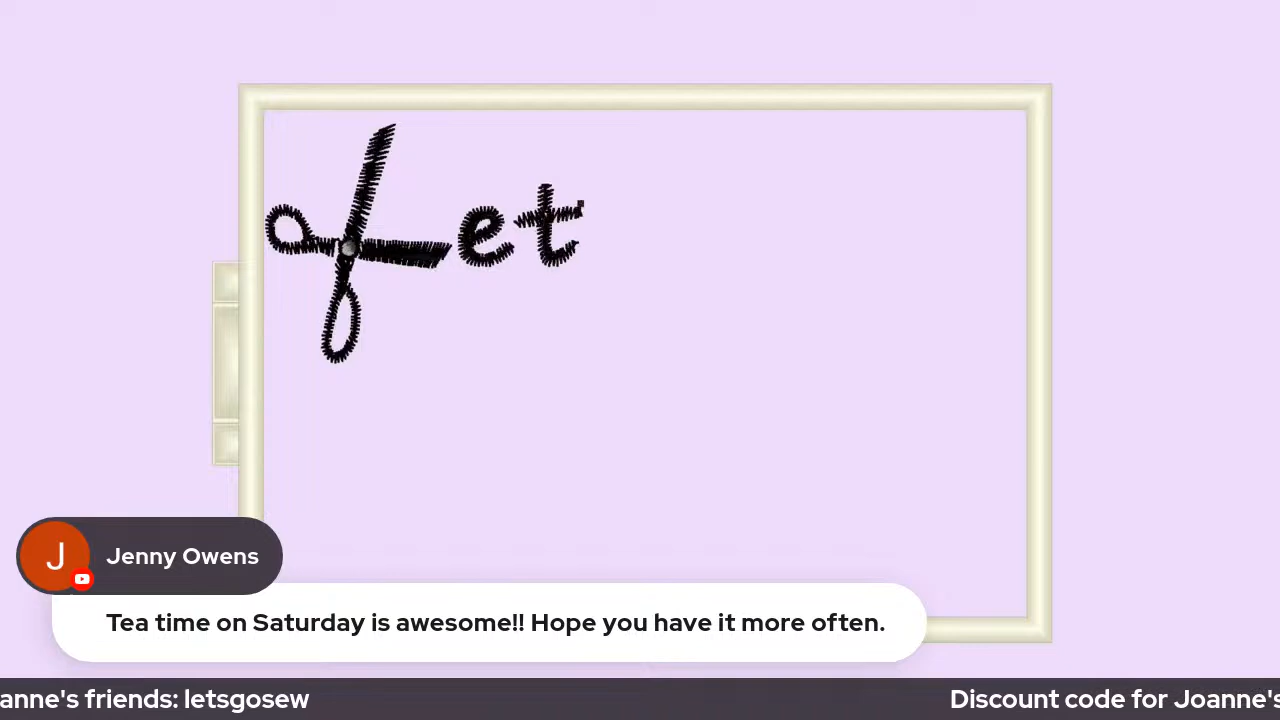 Let
J
Jenny Owens
Tea time on Saturday is awesome!! Hope you have it more often.
anne's friends: letsgosew
Discount code for Joanne's